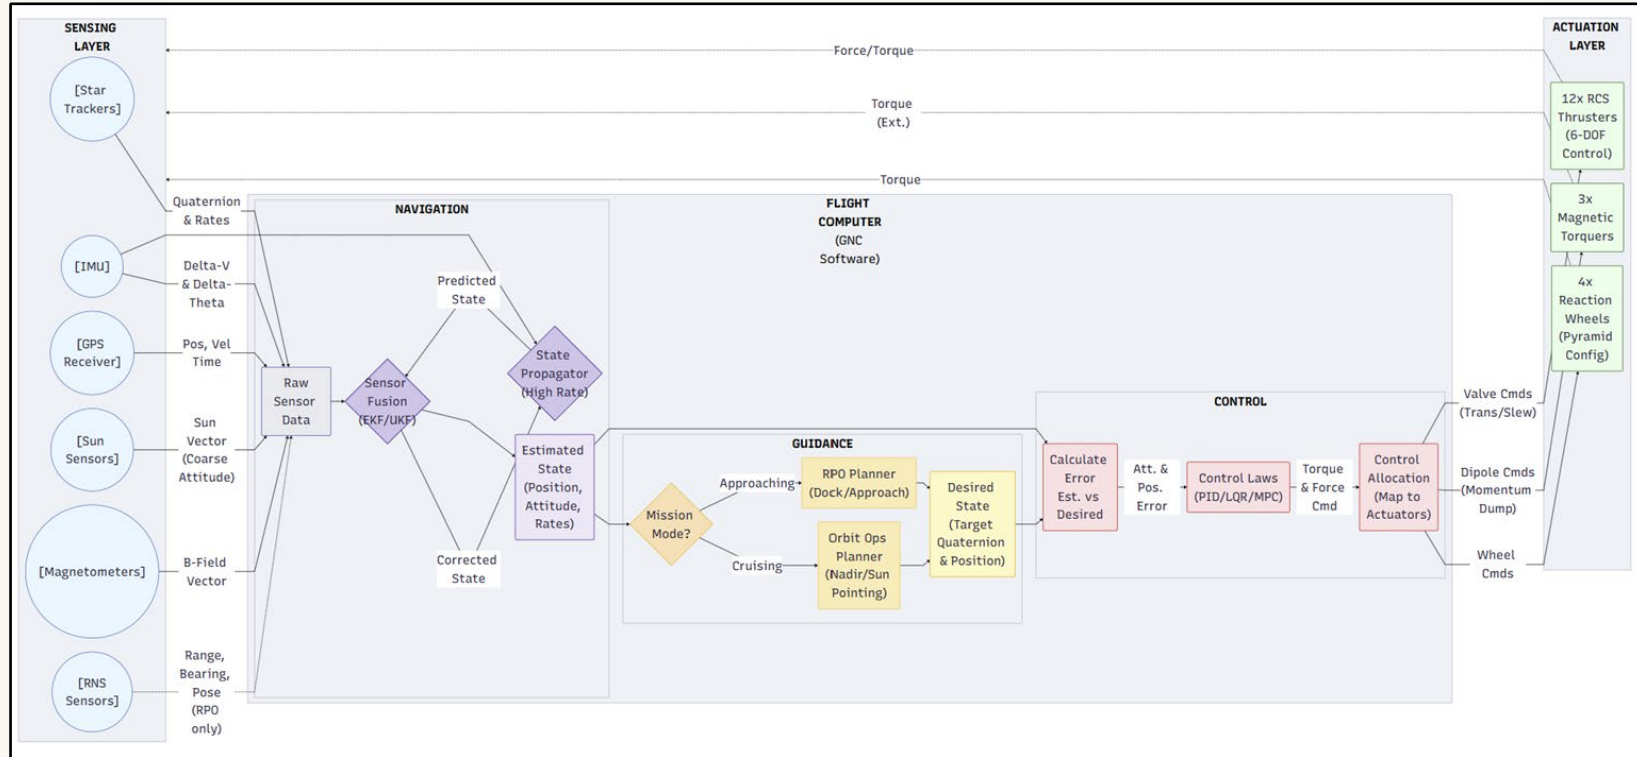 SENSING
LAYER
[Star
Trackers]
[IMU]
[GPS
Receiver]
[Sun
Sensors]
[Magnetometers]
[RNS
Sensors]
Force/Torque
Torque
(Ext.)
Torque
Quaternion
& Rates
Delta-V
& Delta-
Theta
Pos, Vel
Time
Sun
Vector
(Coarse
Attitude)
B-Field
Vector
Range,
Bearing,
Pose
(RPO
only)
FLIGHT
COMPUTER
(GNC
Software)
NAVIGATION
Raw
Sensor
Data
Sensor
Fusion
(EKF/UKF)
Predicted
State
State
Propagator
(High Rate)
Estimated
State
(Position,
Attitude,
Rates)
Corrected
State
GUIDANCE
Mission
Mode?
Approaching
Cruising
RPO Planner
(Dock/Approach)
Orbit Ops
Planner
(Nadir/Sun
Pointing)
Desired
State
(Target
Quaternion
& Position)
CONTROL
Calculate
Error
Est. vs
Desired
Att. &
Pos.
Error
Control Laws
(PID/LQR/MPC)
Torque
& Force
Cmd
Control
Allocation
(Map to
Actuators)
Valve Cmds
(Trans/Slew)
Dipole Cmds
(Momentum
Dump)
Wheel
Cmds
ACTUATION
LAYER
12x RCS
Thrusters
(6-DOF
Control)
3x
Magnetic
Torquers
4x
Reaction
Wheels
(Pyramid
Config)